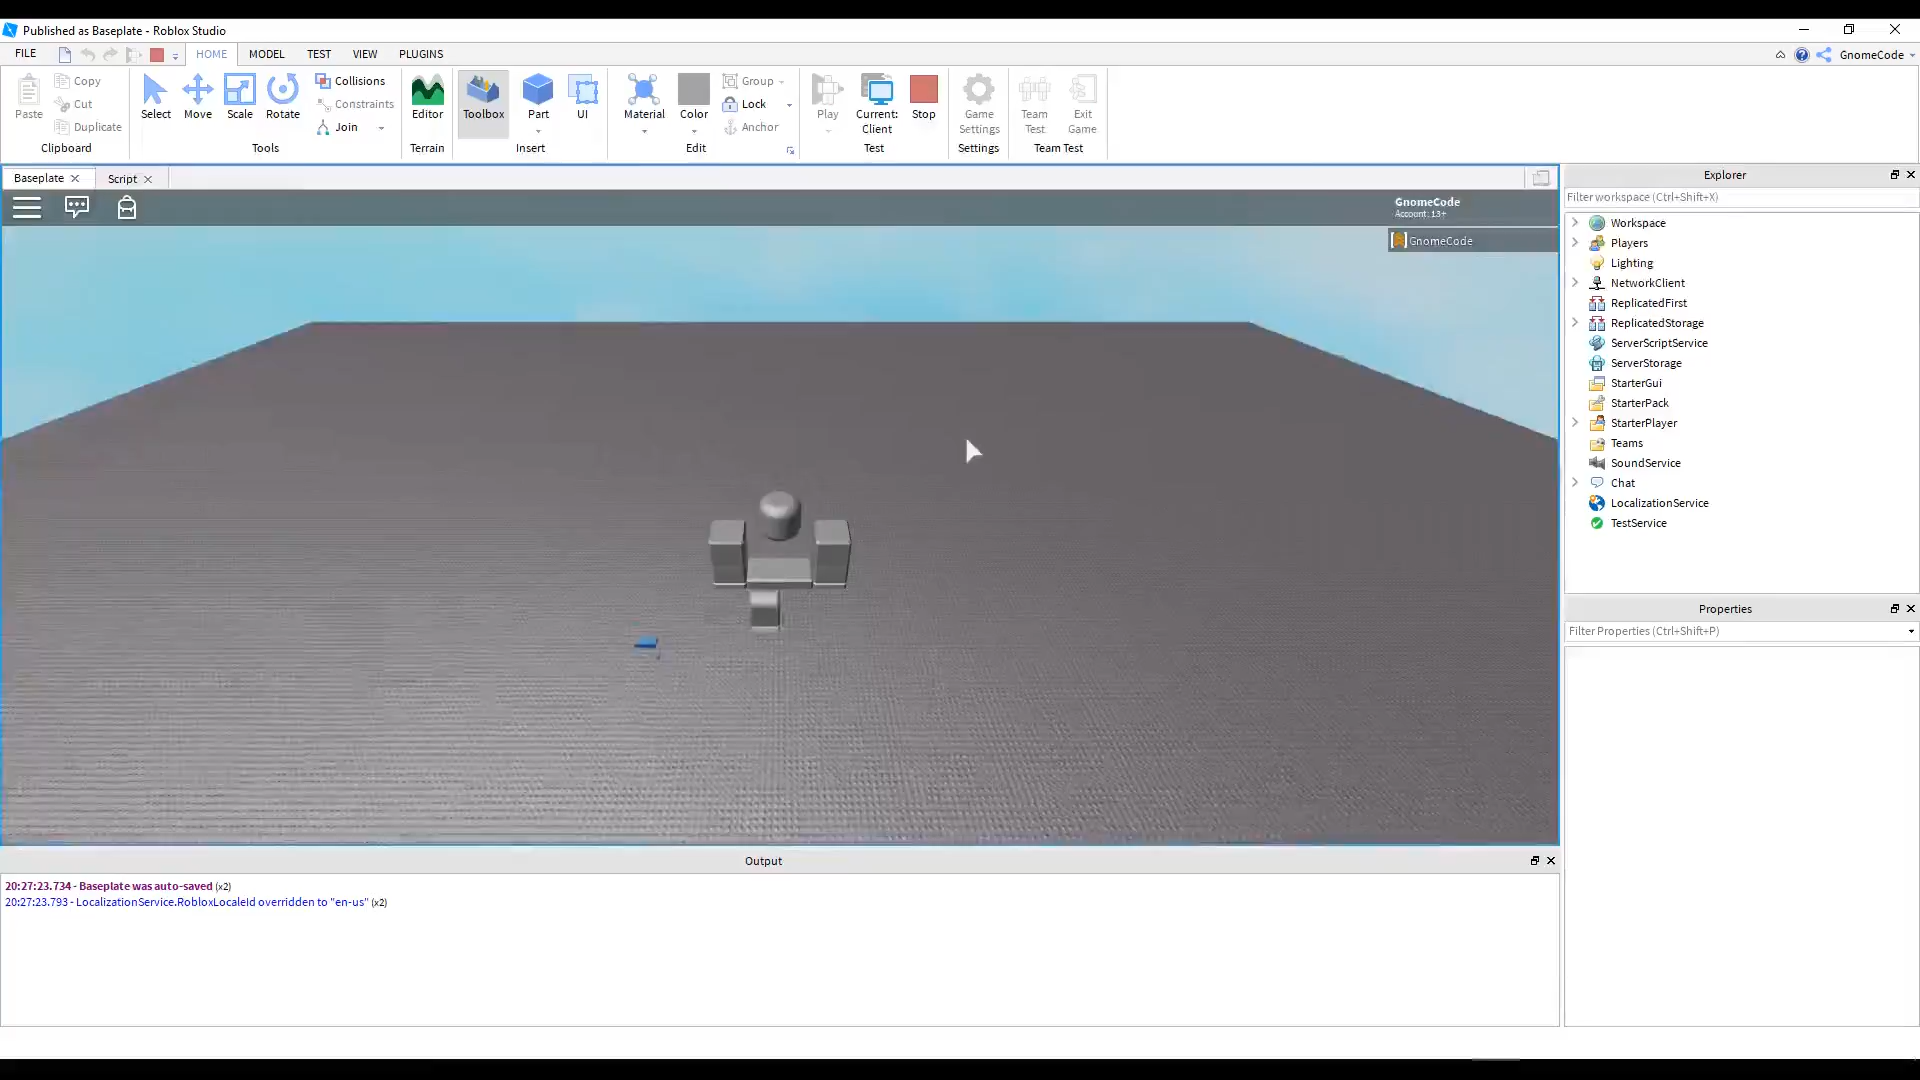 Published as Baseplate - Roblox Studio
FILE HOME MODEL TEST VIEW PLUGINS GnomeCode
Paste Copy Cut Duplicate Clipboard
Select Move Scale Rotate Collisions Constraints Join Tools
Editor Terrain
Toolbox Part UI Insert
Material Color Group Lock Anchor Edit
Play Current: Client Stop Test
Game Settings Settings
Team Test Exit Game Team Test
Baseplate Script
GnomeCode
Account: 13+
GnomeCode
Explorer
Filter workspace (Ctrl+Shift+X)
Workspace
Players
Lighting
NetworkClient
ReplicatedFirst
ReplicatedStorage
ServerScriptService
ServerStorage
StarterGui
StarterPack
StarterPlayer
Teams
SoundService
Chat
LocalizationService
TestService
Properties
Filter Properties (Ctrl+Shift+P)
Output
20:27:23.734 - Baseplate was auto-saved (x2)
20:27:23.793 - LocalizationService.RobloxLocaleId overridden to "en-us" (x2)